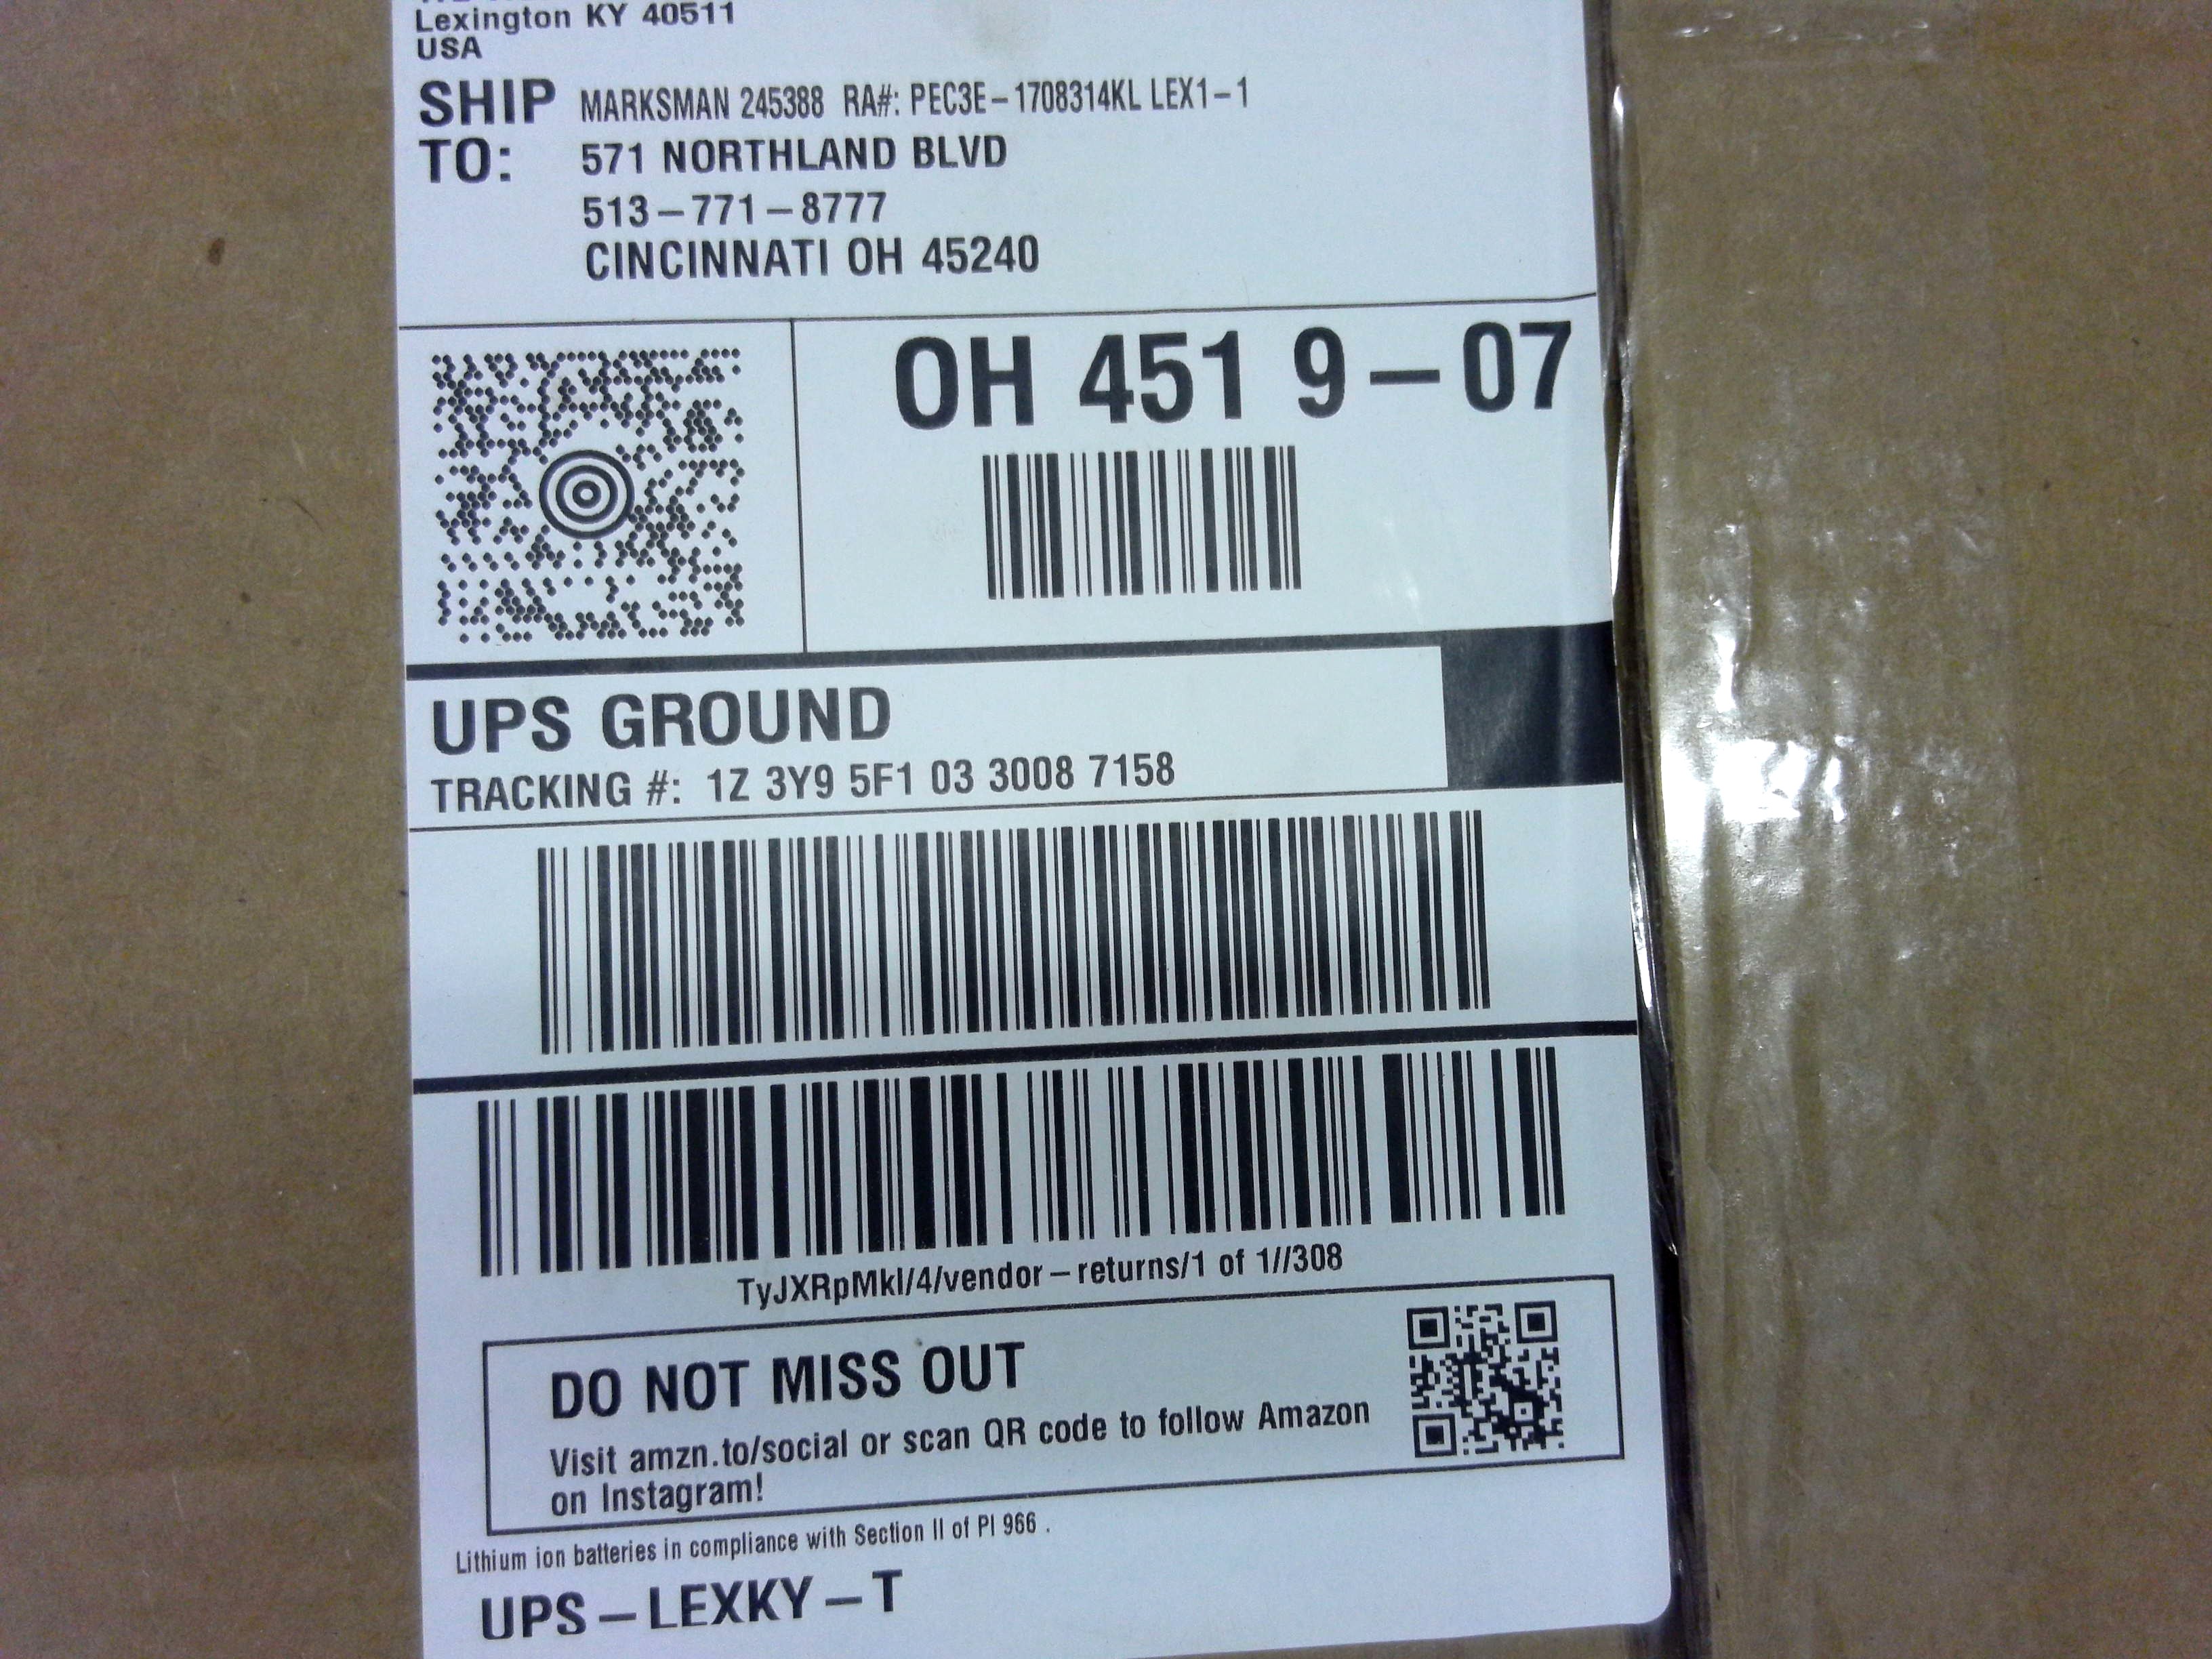 Lexington KY 40511
USA
SHIP TO: MARKSMAN 245388 RA#: PEC3E-1708314KL LEX1-1
571 NORTHLAND BLVD
513-771-8777
CINCINNATI OH 45240
OH 451 9-07
UPS GROUND
TRACKING #: 1Z 3Y9 5F1 03 3008 7158
TyJXRpMkl/4/vendor-returns/1 of 1//308
DO NOT MISS OUT
Visit amzn.to/social or scan QR code to follow Amazon
on Instagram!
Lithium ion batteries in compliance with Section II of PI 966 .
UPS-LEXKY-T